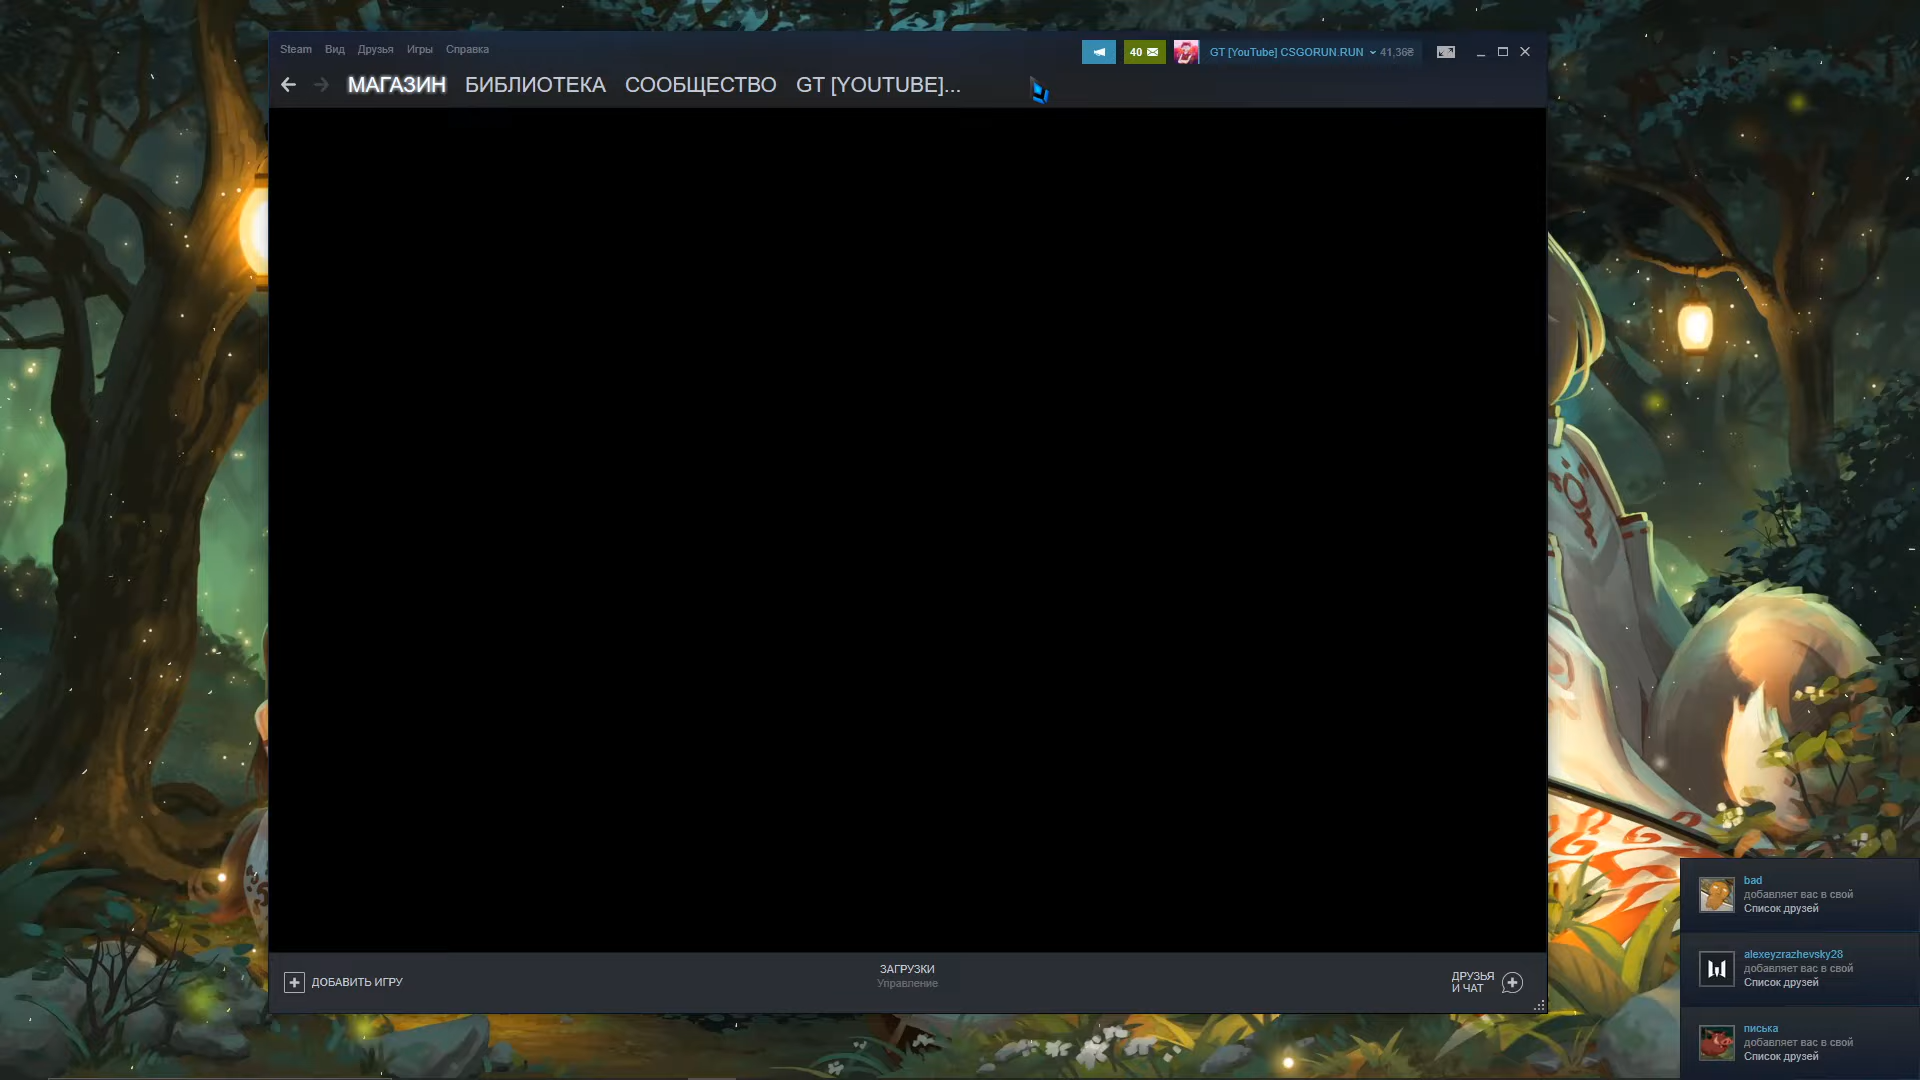 Steam Вид Друзья Игры Справка
40 GT [YouTube] CSGORUN.RUN 41,36₴
МАГАЗИН БИБЛИОТЕКА СООБЩЕСТВО GT [YOUTUBE]...
bad
добавляет вас в свой
Список друзей
alexeyzrazhevsky28
добавляет вас в свой
Список друзей
писька
добавляет вас в свой
Список друзей
ДОБАВИТЬ ИГРУ
ЗАГРУЗКИ
Управление
ДРУЗЬЯ
И ЧАТ